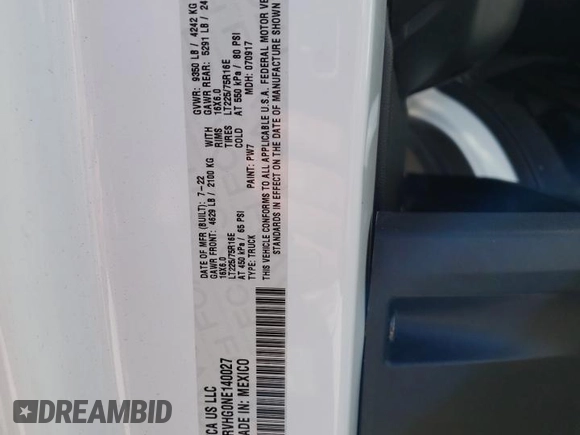 GVWR: 9350 LB / 4242 KG
DATE OF MFR (BUILT): 7-22
GAWR FRONT: 4629 LB / 2100 KG WITH GAWR REAR: 5291 LB / 24
16X6.0 RIMS 16X6.0
LT225/75R16E TIRES LT225/75R16E
AT 450 kPa / 65 PSI COLD AT 550 kPa / 80 PSI
TYPE: TRUCK PAINT: PW7 MDH: 070917
THIS VEHICLE CONFORMS TO ALL APPLICABLE U.S.A. FEDERAL MOTOR VE
STANDARDS IN EFFECT ON THE DATE OF MANUFACTURE SHOWN
CA US LLC
RVHG0NE140027
MADE IN: MEXICO
DREAMBID
DREAMBID